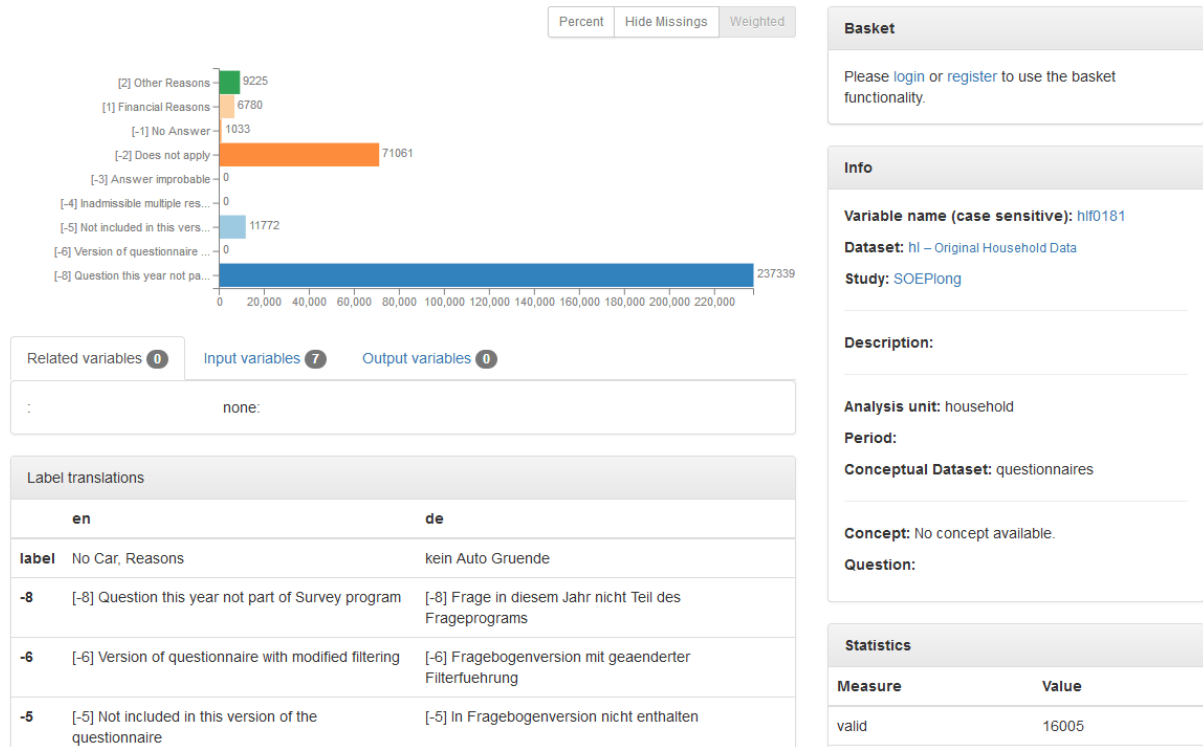 Percent Hide Missings Weighted
[2] Other Reasons 9225
[1] Financial Reasons 6780
[-1] No Answer 1033
[-2] Does not apply 71061
[-3] Answer improbable 0
[-4] Inadmissible multiple res... 0
[-5] Not included in this vers... 11772
[-6] Version of questionnaire ... 0
[-8] Question this year not pa... 237339
0 20,000 40,000 60,000 80,000 100,000 120,000 140,000 160,000 180,000 200,000 220,000
Related variables 0 Input variables 7 Output variables 0
: none:
Label translations
en de
label No Car, Reasons kein Auto Gruende
-8 [-8] Question this year not part of Survey program [-8] Frage in diesem Jahr nicht Teil des
Frageprograms
-6 [-6] Version of questionnaire with modified filtering [-6] Fragebogenversion mit geaenderter
Filterfuehrung
-5 [-5] Not included in this version of the [-5] In Fragebogenversion nicht enthalten
questionnaire
Basket
Please login or register to use the basket
functionality.
Info
Variable name (case sensitive): hlf0181
Dataset: hl – Original Household Data
Study: SOEPlong
Description:
Analysis unit: household
Period:
Conceptual Dataset: questionnaires
Concept: No concept available.
Question:
Statistics
Measure Value
valid 16005